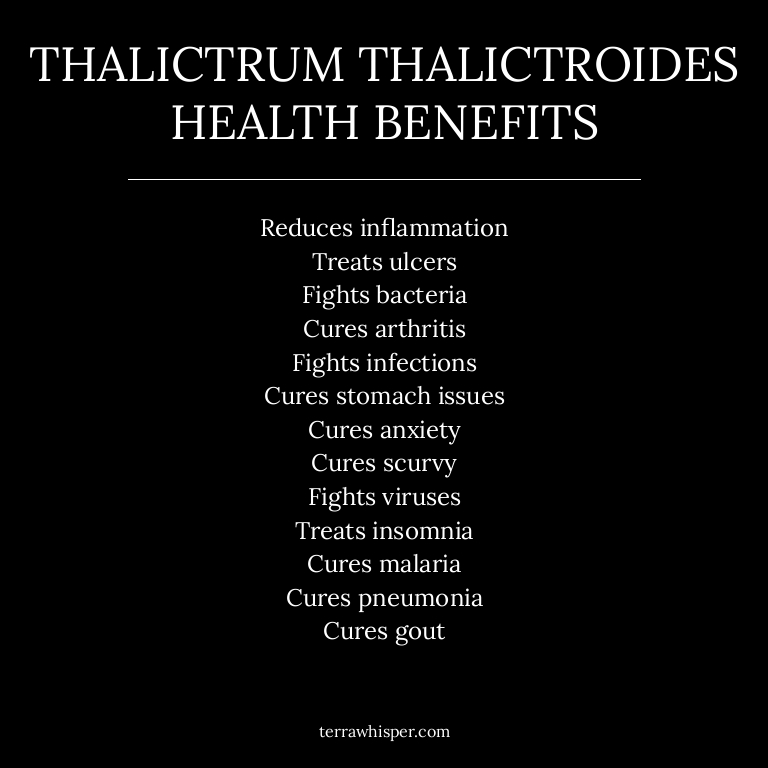 THALICTRUM THALICTROIDES
HEALTH BENEFITS
Reduces inflammation
Treats ulcers
Fights bacteria
Cures arthritis
Fights infections
Cures stomach issues
Cures anxiety
Cures scurvy
Fights viruses
Treats insomnia
Cures malaria
Cures pneumonia
Cures gout
terrawhisper.com